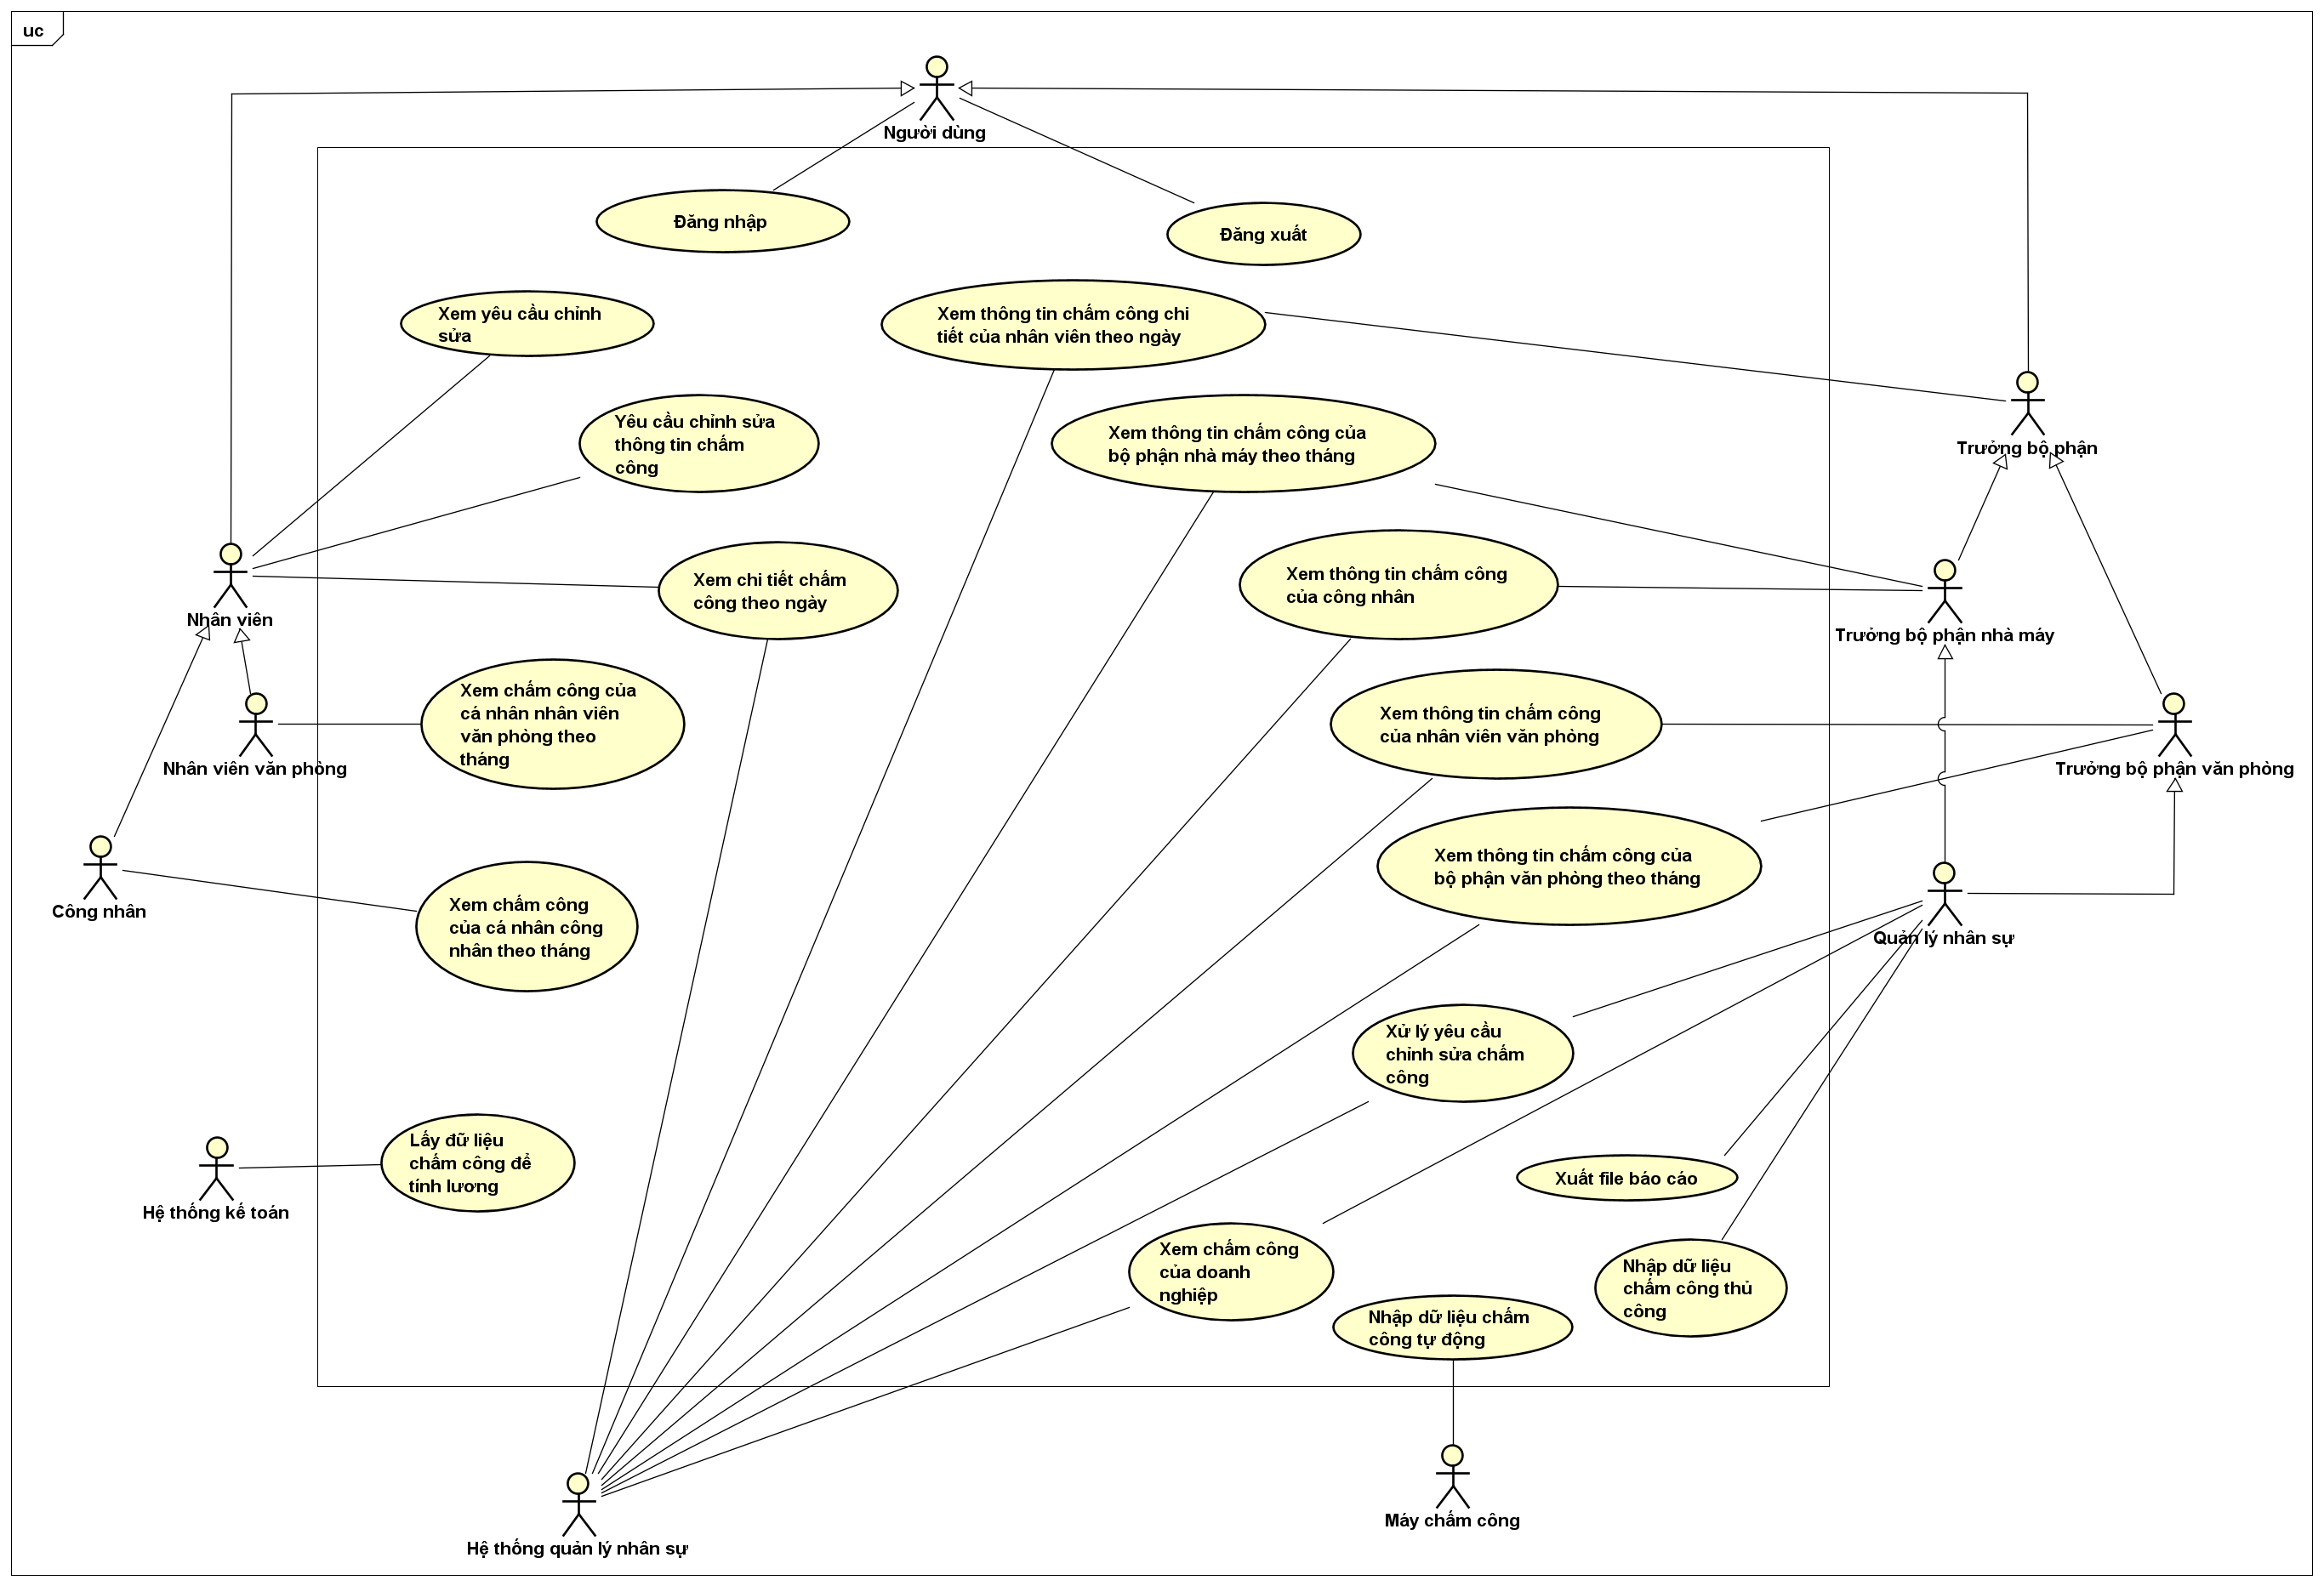 uc
Người dùng
Đăng nhập
Đăng xuất
Xem yêu cầu chỉnh
sửa
Xem thông tin chấm công chi
tiết của nhân viên theo ngày
Yêu cầu chỉnh sửa
thông tin chấm
công
Xem thông tin chấm công của
bộ phận nhà máy theo tháng
Trưởng bộ phận
Xem chi tiết chấm
công theo ngày
Xem thông tin chấm công
của công nhân
Nhân viên
Trưởng bộ phận nhà máy
Xem chấm công của
cá nhân nhân viên
văn phòng theo
tháng
Xem thông tin chấm công
của nhân viên văn phòng
Nhân viên văn phòng
Trưởng bộ phận văn phòng
Xem thông tin chấm công của
bộ phận văn phòng theo tháng
Công nhân
Xem chấm công
của cá nhân công
nhân theo tháng
Quản lý nhân sự
Xử lý yêu cầu
chỉnh sửa chấm
công
Lấy đữ liệu
chấm công để
tính lương
Hệ thống kế toán
Xuất file báo cáo
Xem chấm công
của doanh
nghiệp
Nhập dữ liệu
chấm công thủ
công
Nhập dữ liệu chấm
công tự động
Máy chấm công
Hệ thống quản lý nhân sự